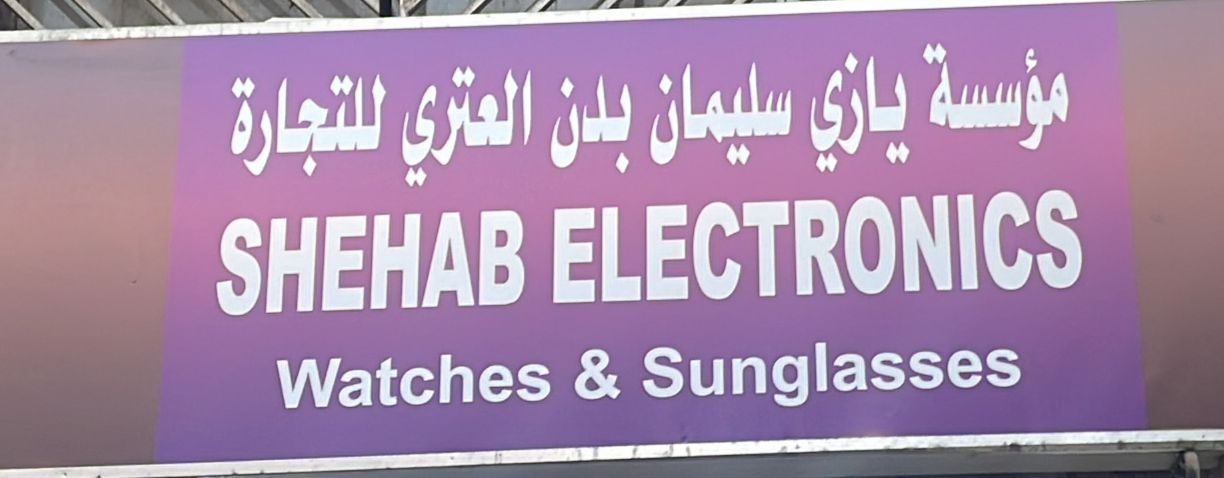 مؤسسة يازي سليمان بدن العتري للتجارة
SHEHAB ELECTRONICS
Watches & Sunglasses